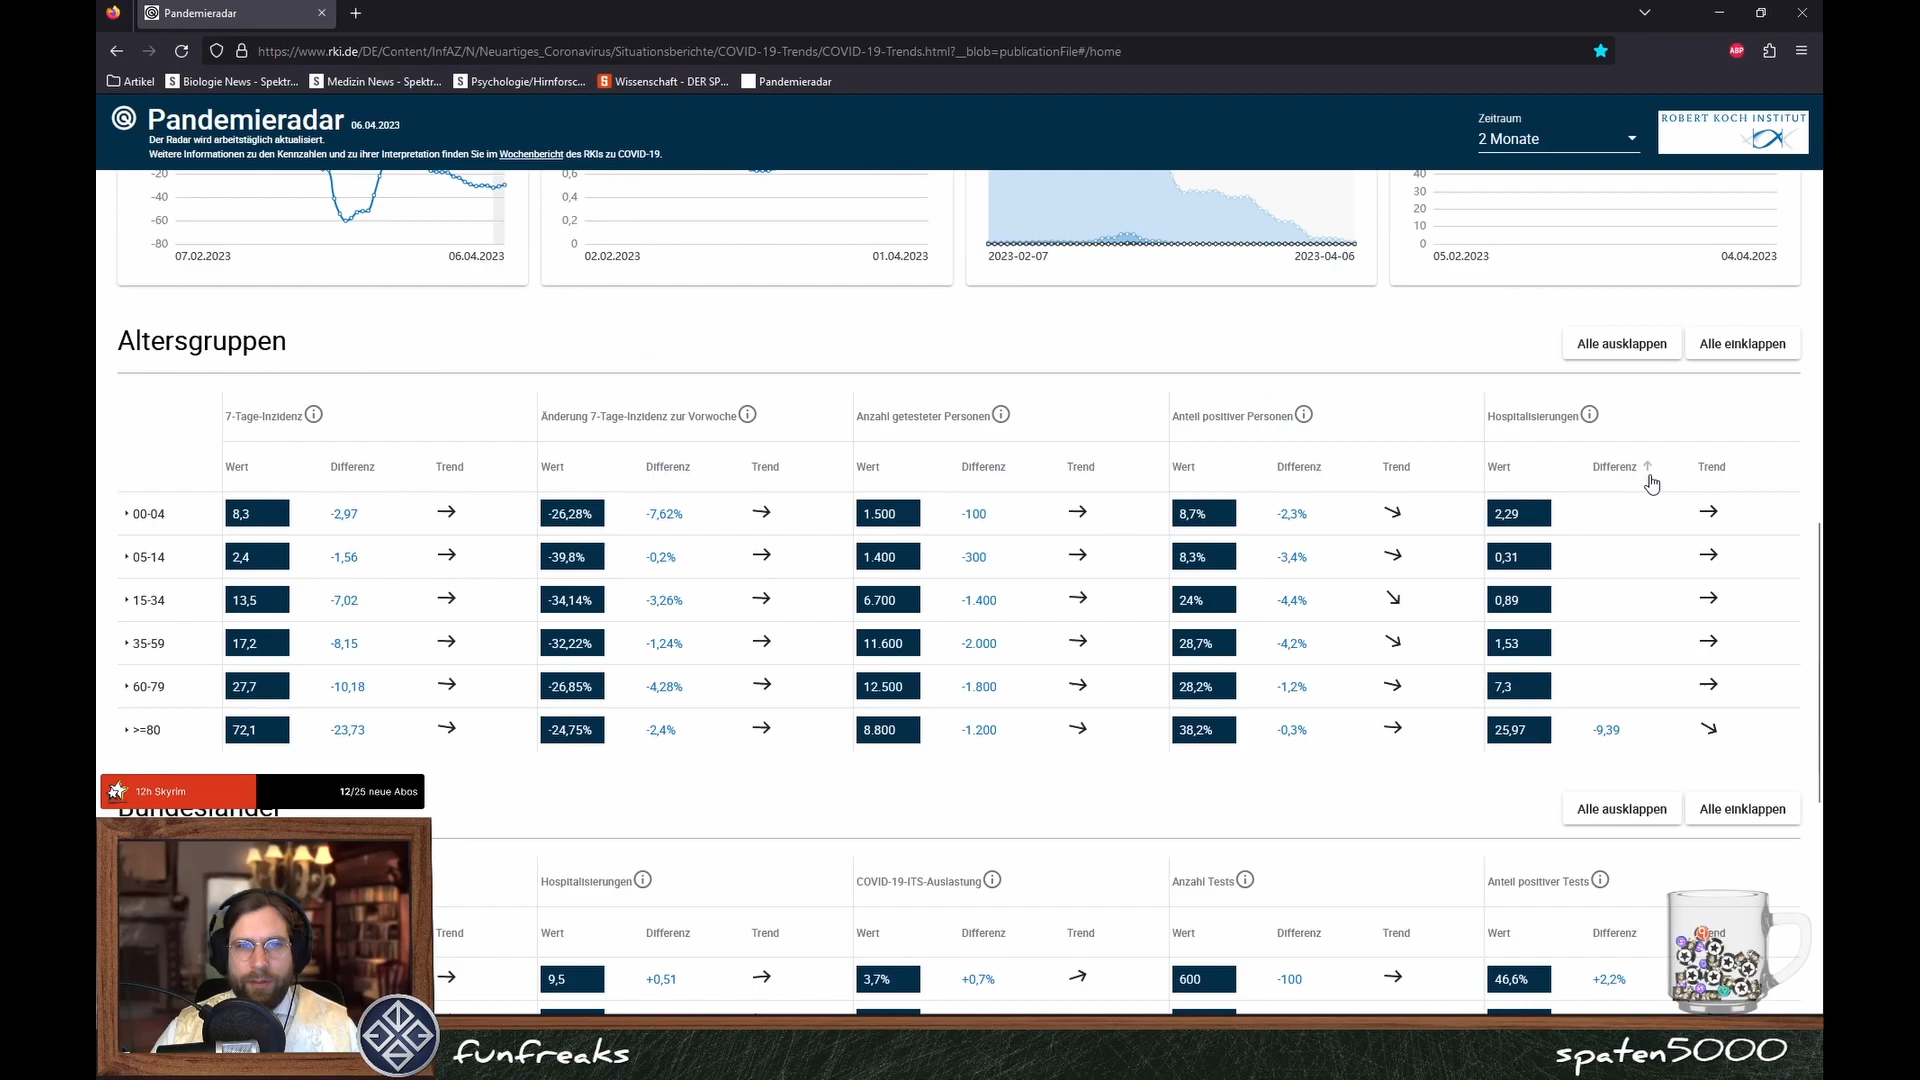 Pandemieradar
https://www.rki.de/DE/Content/InfAZ/N/Neuartiges_Coronavirus/Situationsberichte/COVID-19-Trends/COVID-19-Trends.html?__blob=publicationFile#/home
ABP
Artikel
S Biologie News - Spektr...
S Medizin News - Spektr...
S Psychologie/Hirnforsc...
S Wissenschaft - DER SP...
Pandemieradar
Pandemieradar 06.04.2023
Der Radar wird arbeitstäglich aktualisiert.
Weitere Informationen zu den Kennzahlen und zu ihrer Interpretation finden Sie im Wochenbericht des RKIs zu COVID-19.
Zeitraum
2 Monate
ROBERT KOCH INSTITUT
-20
-40
-60
-80
07.02.2023 06.04.2023
0,6
0,4
0,2
0
02.02.2023 01.04.2023
2023-02-07 2023-04-06
40
30
20
10
0
05.02.2023 04.04.2023
Altersgruppen
Alle ausklappen Alle einklappen
7-Tage-Inzidenz Änderung 7-Tage-Inzidenz zur Vorwoche Anzahl getesteter Personen Anteil positiver Personen Hospitalisierungen
Wert Differenz Trend Wert Differenz Trend Wert Differenz Trend Wert Differenz Trend Wert Differenz Trend
00-04 8,3 -2,97 -26,28% -7,62% 1.500 -100 8,7% -2,3% 2,29
05-14 2,4 -1,56 -39,8% -0,2% 1.400 -300 8,3% -3,4% 0,31
15-34 13,5 -7,02 -34,14% -3,26% 6.700 -1.400 24% -4,4% 0,89
35-59 17,2 -8,15 -32,22% -1,24% 11.600 -2.000 28,7% -4,2% 1,53
60-79 27,7 -10,18 -26,85% -4,28% 12.500 -1.800 28,2% -1,2% 7,3
>=80 72,1 -23,73 -24,75% -2,4% 8.800 -1.200 38,2% -0,3% 25,97 -9,39
12h Skyrim 12/25 neue Abos
Bundesländer
Alle ausklappen Alle einklappen
Hospitalisierungen COVID-19-ITS-Auslastung Anzahl Tests Anteil positiver Tests
Trend Wert Differenz Trend Wert Differenz Trend Wert Differenz Trend Wert Differenz
9,5 +0,51 3,7% +0,7% 600 -100 46,6% +2,2%
funfreaks
spaten5000